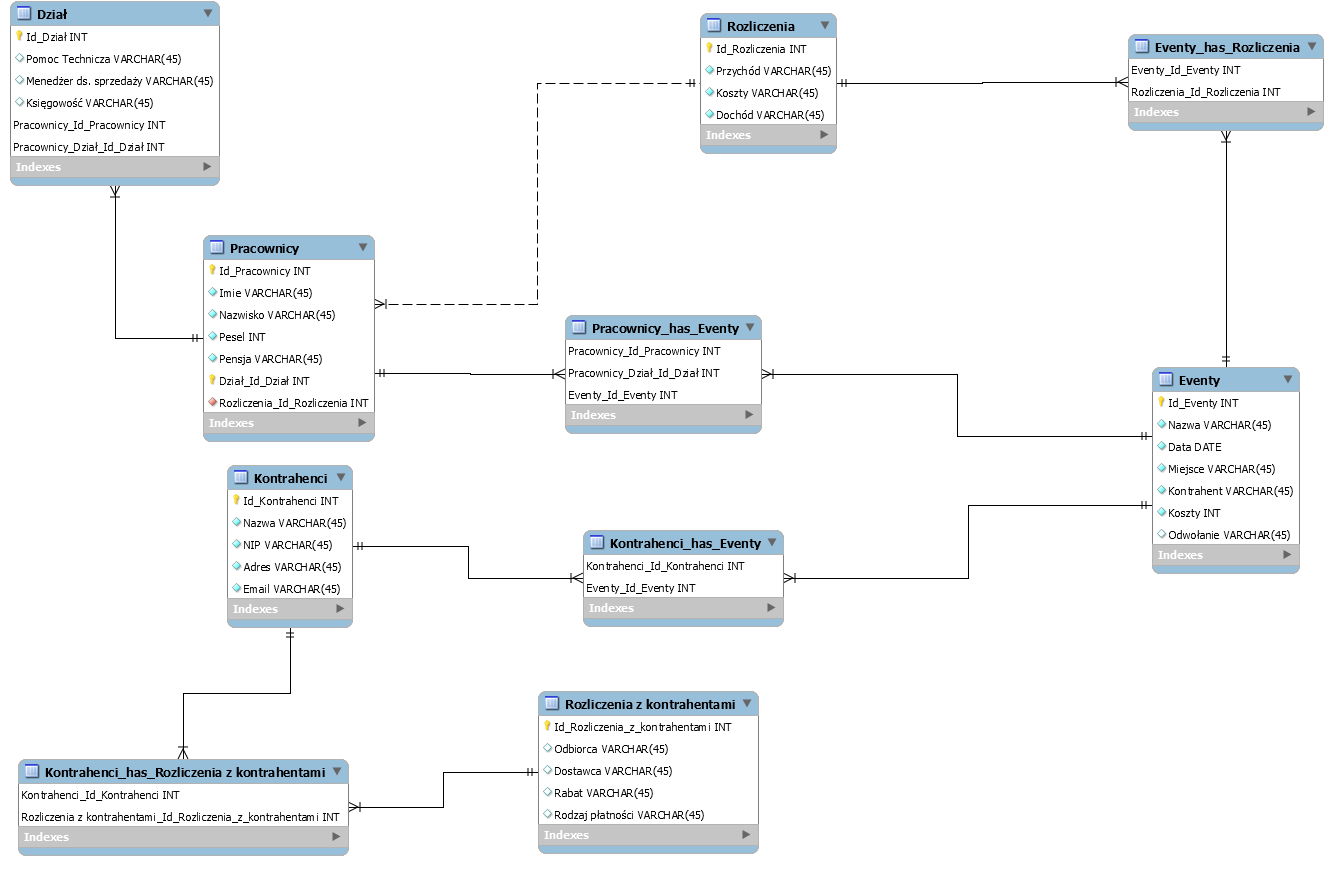 Dział
Id_Dział INT
Pomoc Technicza VARCHAR(45)
Menedżer ds. sprzedaży VARCHAR(45)
Księgowość VARCHAR(45)
Pracownicy_Id_Pracownicy INT
Pracownicy_Dział_Id_Dział INT
Indexes
Rozliczenia
Id_Rozliczenia INT
Przychód VARCHAR(45)
Koszty VARCHAR(45)
Dochód VARCHAR(45)
Indexes
Eventy_has_Rozliczenia
Eventy_Id_Eventy INT
Rozliczenia_Id_Rozliczenia INT
Indexes
Pracownicy
Id_Pracownicy INT
Imie VARCHAR(45)
Nazwisko VARCHAR(45)
Pesel INT
Pensja VARCHAR(45)
Dział_Id_Dział INT
Rozliczenia_Id_Rozliczenia INT
Indexes
Pracownicy_has_Eventy
Pracownicy_Id_Pracownicy INT
Pracownicy_Dział_Id_Dział INT
Eventy_Id_Eventy INT
Indexes
Eventy
Id_Eventy INT
Nazwa VARCHAR(45)
Data DATE
Miejsce VARCHAR(45)
Kontrahent VARCHAR(45)
Koszty INT
Odwołanie VARCHAR(45)
Indexes
Kontrahenci
Id_Kontrahenci INT
Nazwa VARCHAR(45)
NIP VARCHAR(45)
Adres VARCHAR(45)
Email VARCHAR(45)
Indexes
Kontrahenci_has_Eventy
Kontrahenci_Id_Kontrahenci INT
Eventy_Id_Eventy INT
Indexes
Rozliczenia z kontrahentami
Id_Rozliczenia_z_kontrahentami INT
Odbiorca VARCHAR(45)
Dostawca VARCHAR(45)
Rabat VARCHAR(45)
Rodzaj płatności VARCHAR(45)
Indexes
Kontrahenci_has_Rozliczenia z kontrahentami
Kontrahenci_Id_Kontrahenci INT
Rozliczenia z kontrahentami_Id_Rozliczenia_z_kontrahentami INT
Indexes